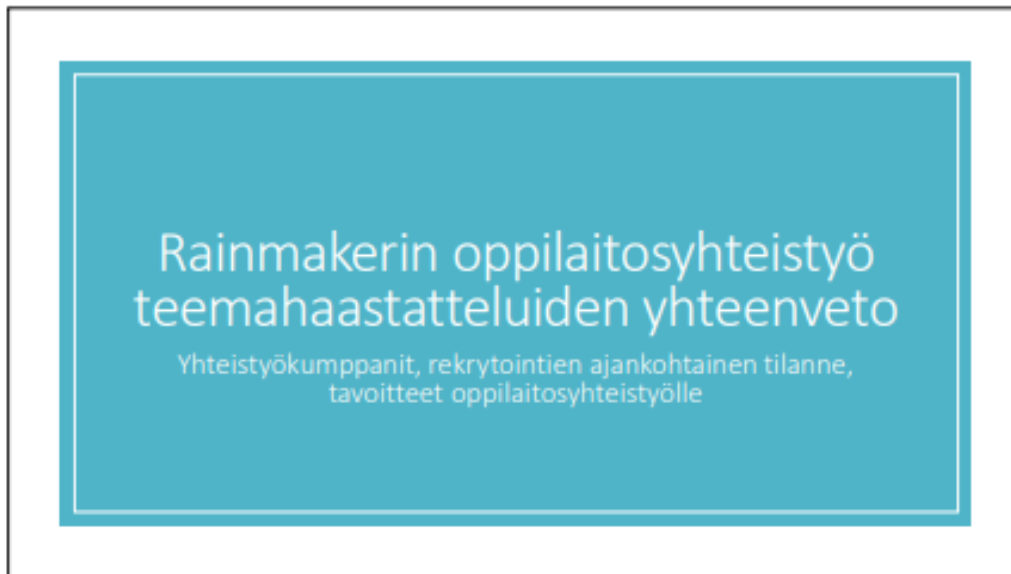 Rainmakerin oppilaitosyhteistyö
teemahaastatteluiden yhteenveto
Yhteistyökumppanit, rekrytointien ajankohtainen tilanne,
tavoitteet oppilaitosyhteistyölle